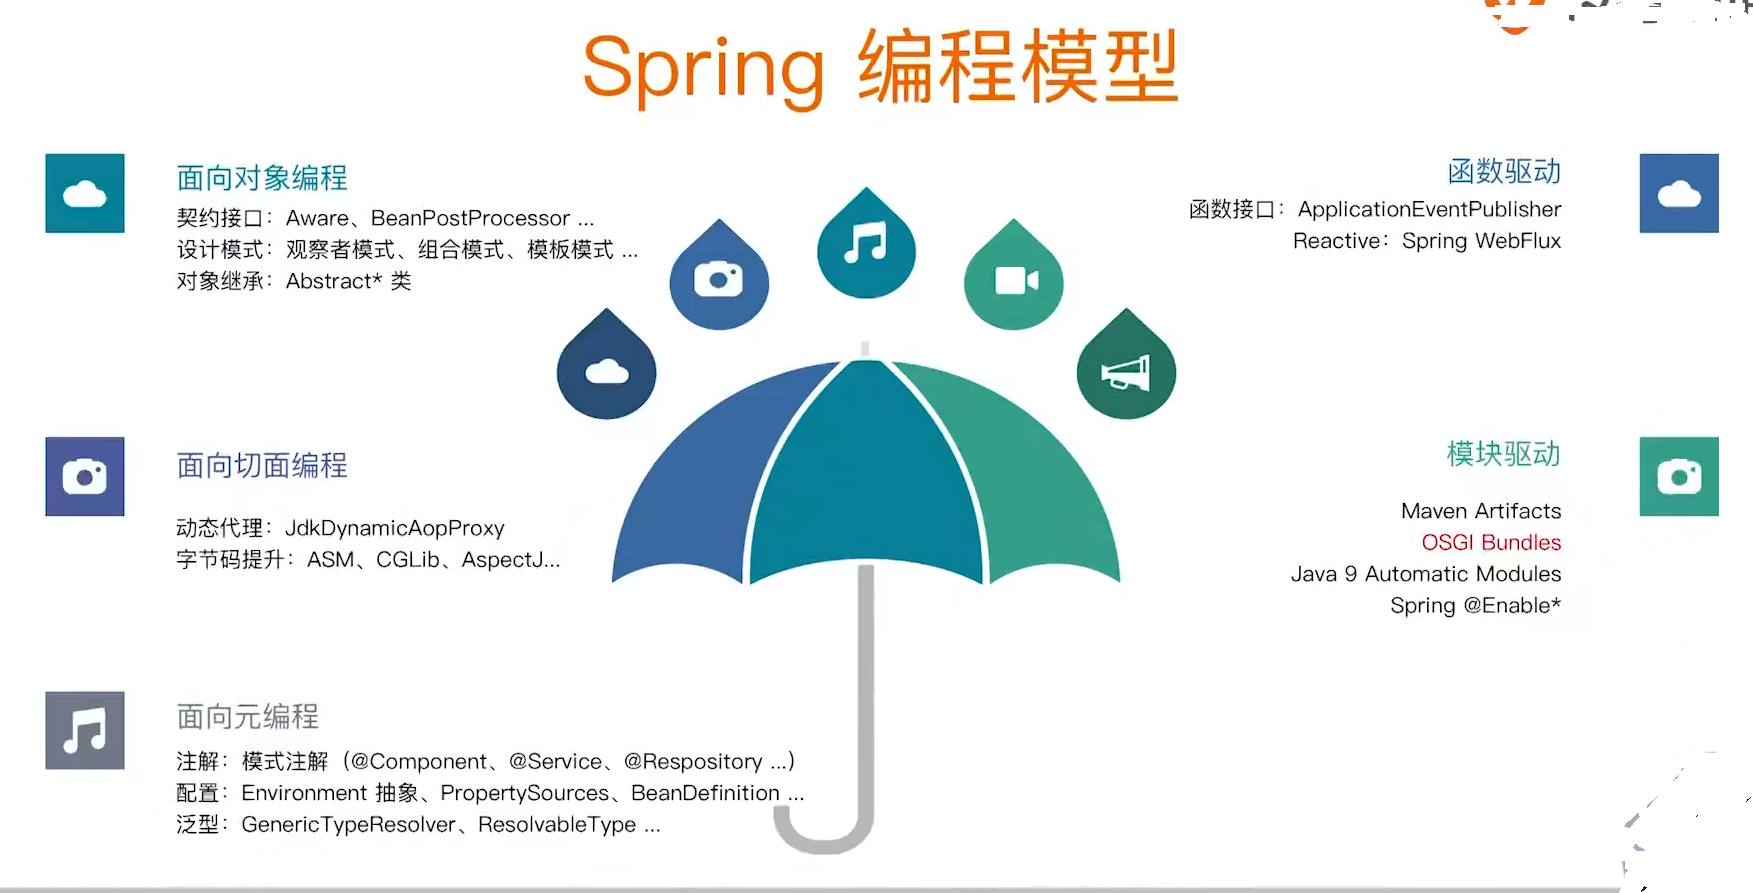 Spring 编程模型
面向对象编程
契约接口：Aware、BeanPostProcessor ...
设计模式：观察者模式、组合模式、模板模式 ...
对象继承：Abstract* 类
函数驱动
函数接口：ApplicationEventPublisher
Reactive：Spring WebFlux
面向切面编程
动态代理：JdkDynamicAopProxy
字节码提升：ASM、CGLib、AspectJ...
模块驱动
Maven Artifacts
OSGI Bundles
Java 9 Automatic Modules
Spring @Enable*
面向元编程
注解：模式注解（@Component、@Service、@Respository ...）
配置：Environment 抽象、PropertySources、BeanDefinition ...
泛型：GenericTypeResolver、ResolvableType ...